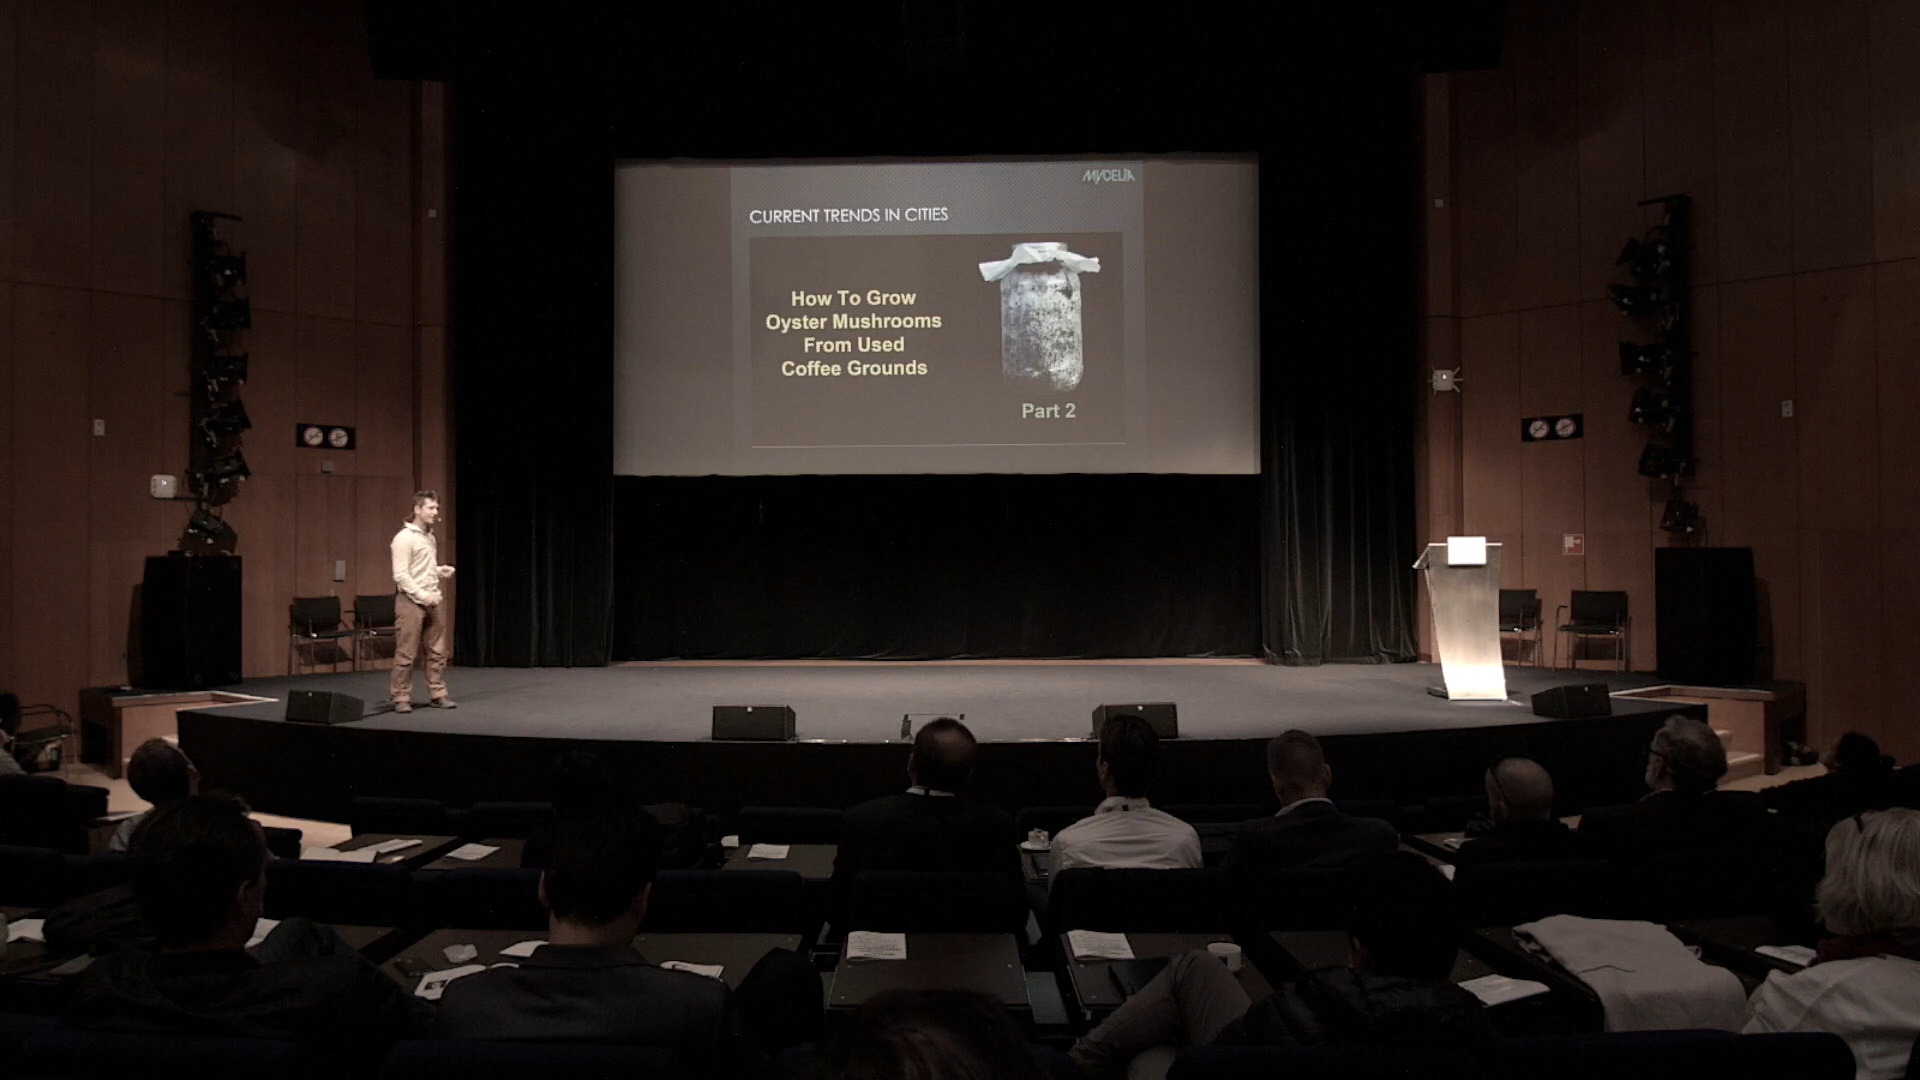 MYCELIA
CURRENT TRENDS IN CITIES
How To Grow
Oyster Mushrooms
From Used
Coffee Grounds
Part 2